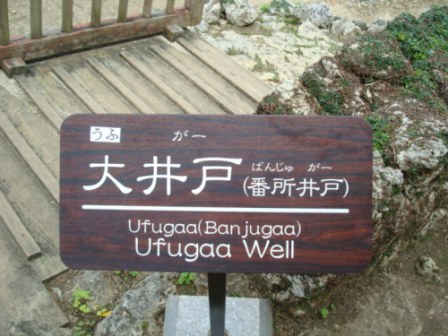 うふ がー
大井戸
ばんじゅ がー
(番所井戸)
Ufugaa(Banjugaa)
Ufugaa Well